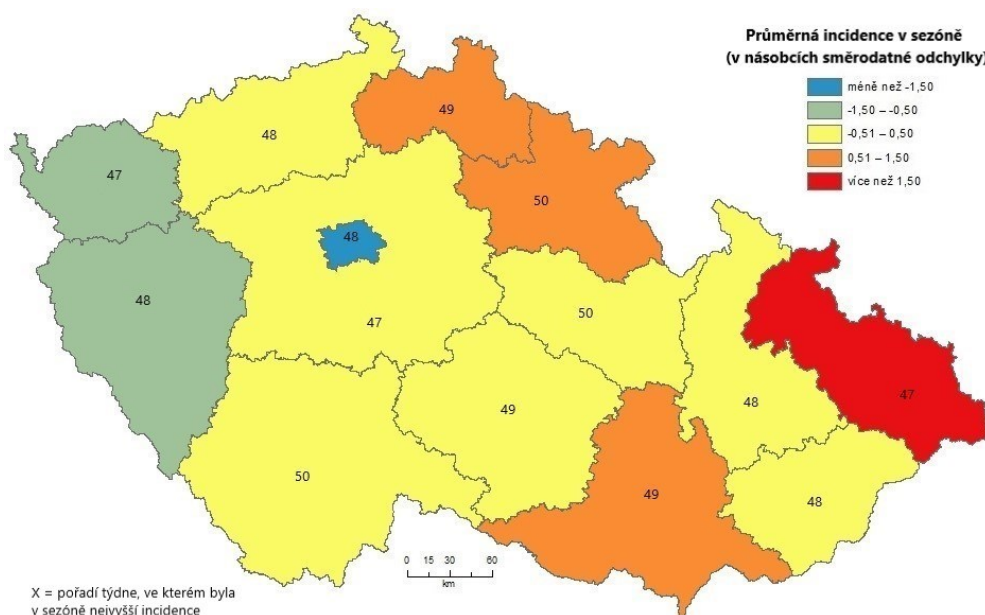 Průměrná incidence v sezóně
(v násobcích směrodatné odchylky)
méně než -1,50
-1,50 – -0,50
-0,51 – 0,50
0,51 – 1,50
více než 1,50
49
48
47
50
48
48
47
50
47
49
48
50
49
48
0 15 30 60
km
X = pořadí týdne, ve kterém byla
v sezóně nejvyšší incidence